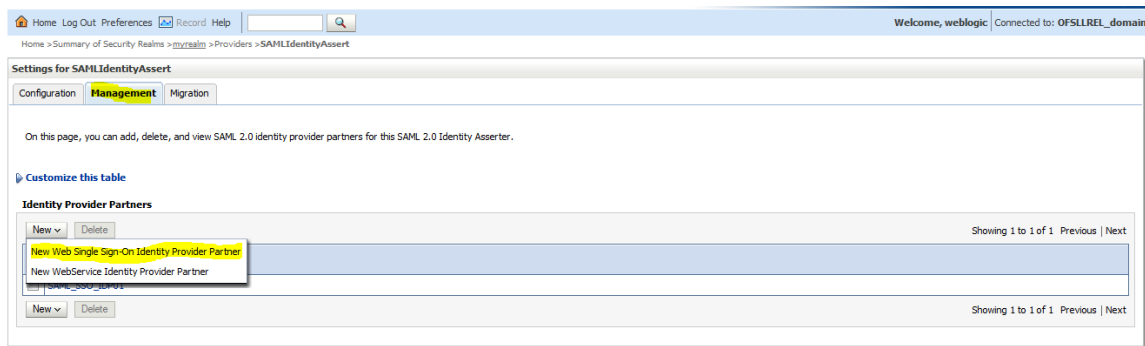 Home Log Out Preferences Record Help
Welcome, weblogic Connected to: OFSLLREL_domain
Home >Summary of Security Realms >myrealm >Providers >SAMLIdentityAssert
Settings for SAMLIdentityAssert
Configuration Management Migration
On this page, you can add, delete, and view SAML 2.0 identity provider partners for this SAML 2.0 Identity Asserter.
Customize this table
Identity Provider Partners
New Delete
Showing 1 to 1 of 1 Previous | Next
New Web Single Sign-On Identity Provider Partner
New WebService Identity Provider Partner
SAML_SSO_IDP01
New Delete
Showing 1 to 1 of 1 Previous | Next